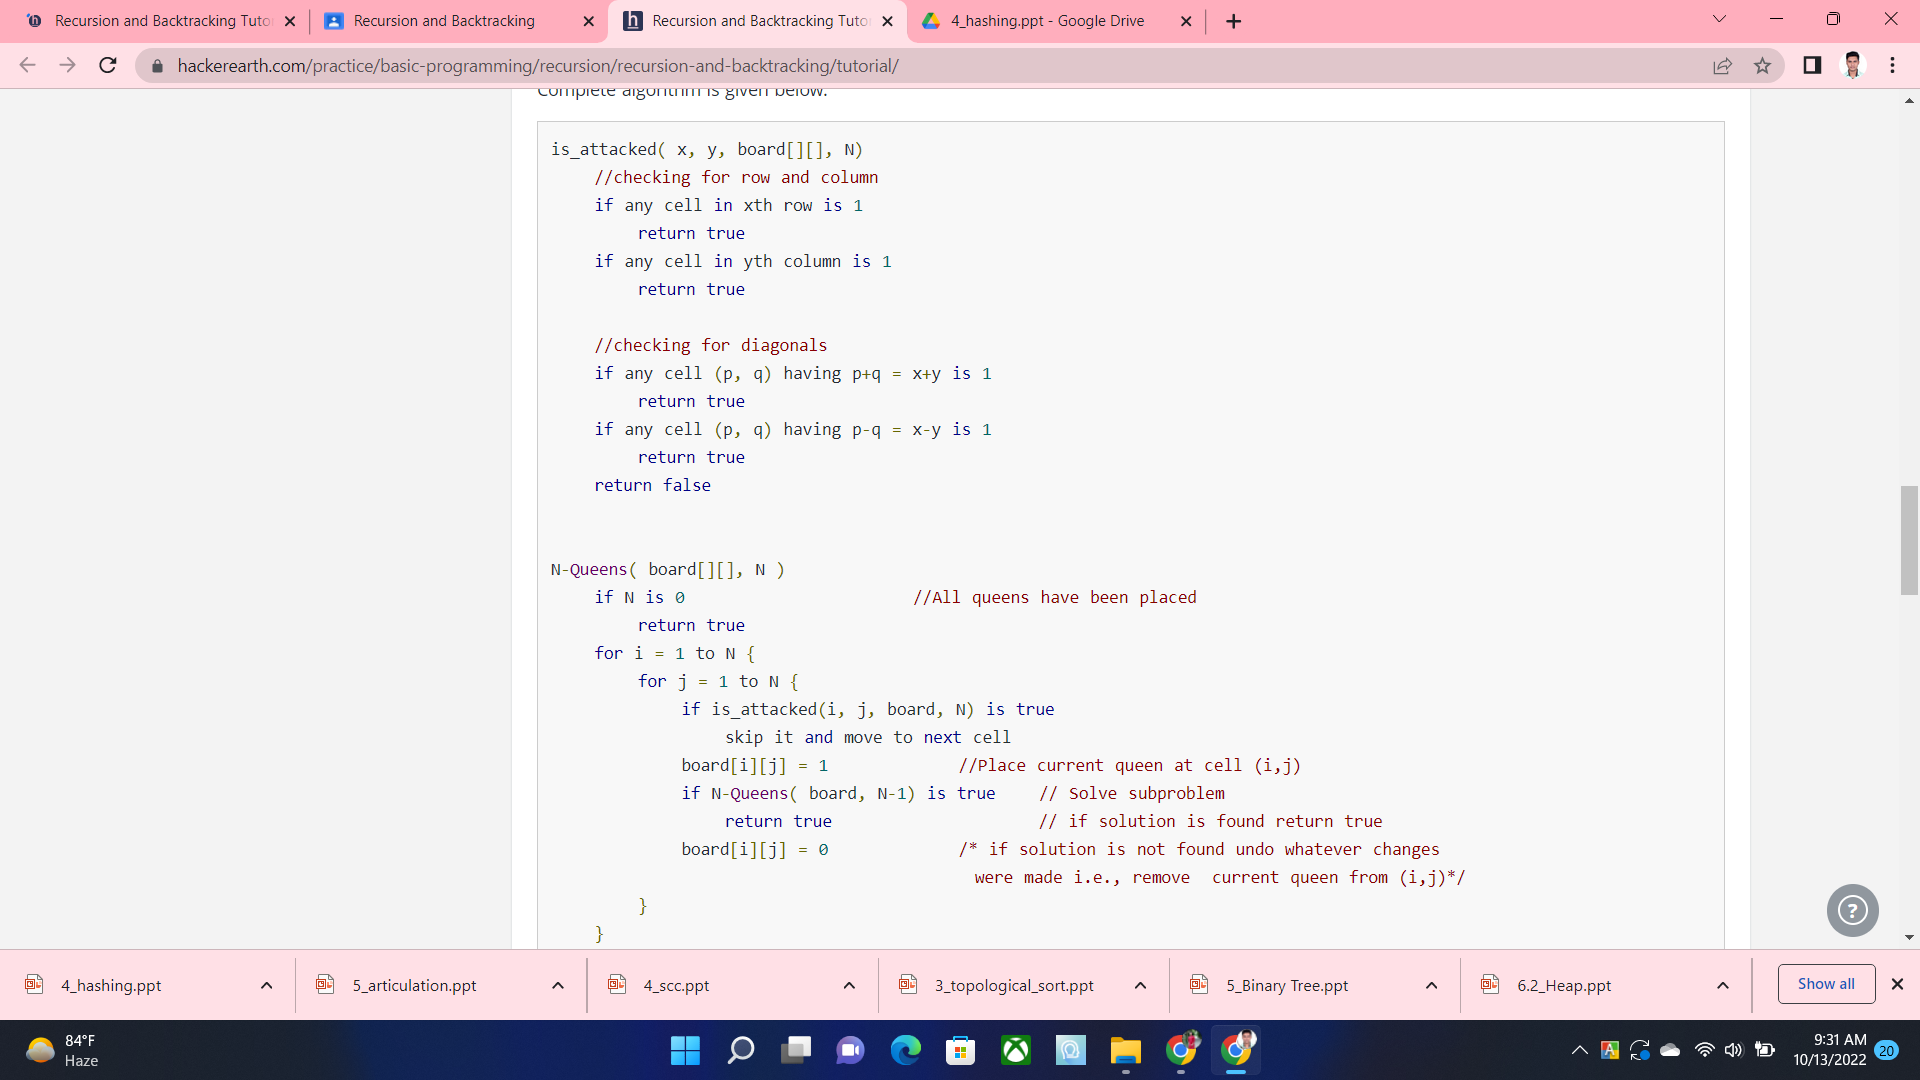 Recursion and Backtracking Tuto
Recursion and Backtracking
Recursion and Backtracking Tuto
4_hashing.ppt - Google Drive
hackerearth.com/practice/basic-programming/recursion/recursion-and-backtracking/tutorial/
Complete algorithm is given below:
is_attacked( x, y, board[][], N)
//checking for row and column
if any cell in xth row is 1
return true
if any cell in yth column is 1
return true
//checking for diagonals
if any cell (p, q) having p+q = x+y is 1
return true
if any cell (p, q) having p-q = x-y is 1
return true
return false
N-Queens( board[][], N )
if N is 0 //All queens have been placed
return true
for i = 1 to N {
for j = 1 to N {
if is_attacked(i, j, board, N) is true
skip it and move to next cell
board[i][j] = 1 //Place current queen at cell (i,j)
if N-Queens( board, N-1) is true // Solve subproblem
return true // if solution is found return true
board[i][j] = 0 /* if solution is not found undo whatever changes
were made i.e., remove current queen from (i,j)*/
}
}
?
4_hashing.ppt
5_articulation.ppt
4_scc.ppt
3_topological_sort.ppt
5_Binary Tree.ppt
6.2_Heap.ppt
Show all
84°F
Haze
9:31 AM
10/13/2022
20